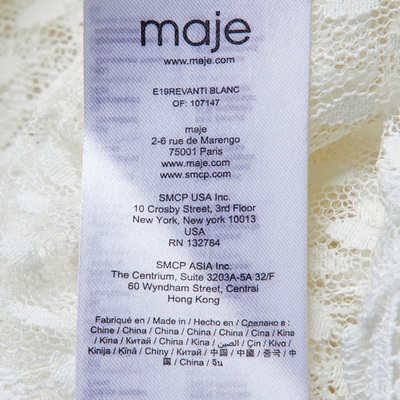 maje
www.maje.com
E19REVANTI BLANC
OF: 107147
maje
2-6 rue de Marengo
75001 Paris
www.maje.com
www.smcp.com
SMCP USA Inc.
10 Crosby Street, 3rd Floor
New York, New york 10013
USA
RN 132784
SMCP ASIA Inc.
The Centrium, Suite 3203A-5A 32/F
60 Wyndham Street, Central
Hong Kong
Fabriqué en / Made in / Hecho en / Сделано в :
Chine / China / China / China / China / Cina / Kina
/ Kina / Китай / China / Kina / الصين / Çin / Kivo /
Kinija / Ķīnā / Chiny / Китай / 中国 / 中國 / 중국 / 中
国 / China / จีน